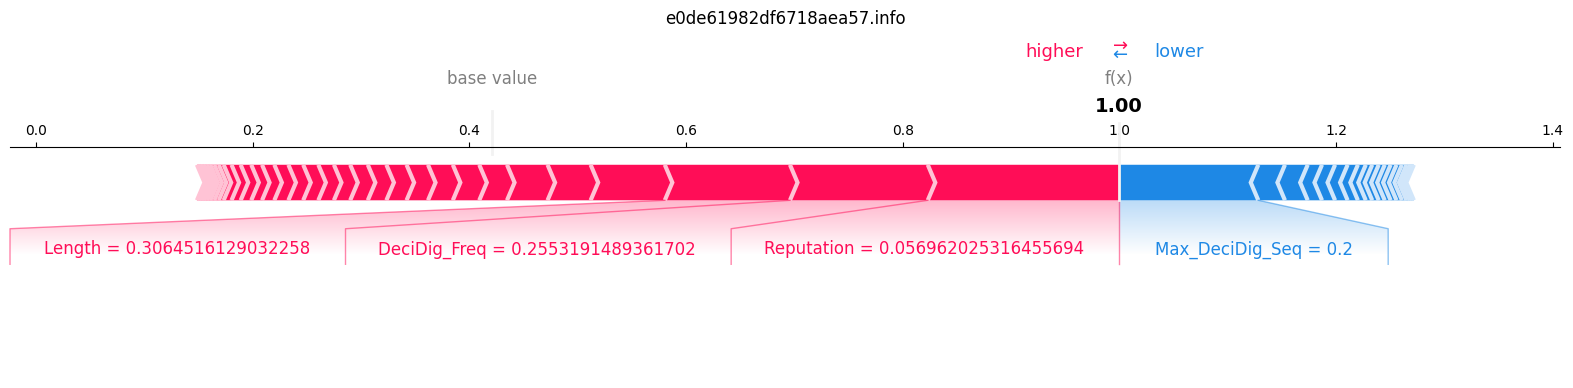 e0de61982df6718aea57.info
higher → ← lower
base value f(x)
1.00
0.0 0.2 0.4 0.6 0.8 1.0 1.2 1.4
Length = 0.3064516129032258 DeciDig_Freq = 0.2553191489361702 Reputation = 0.056962025316455694 Max_DeciDig_Seq = 0.2